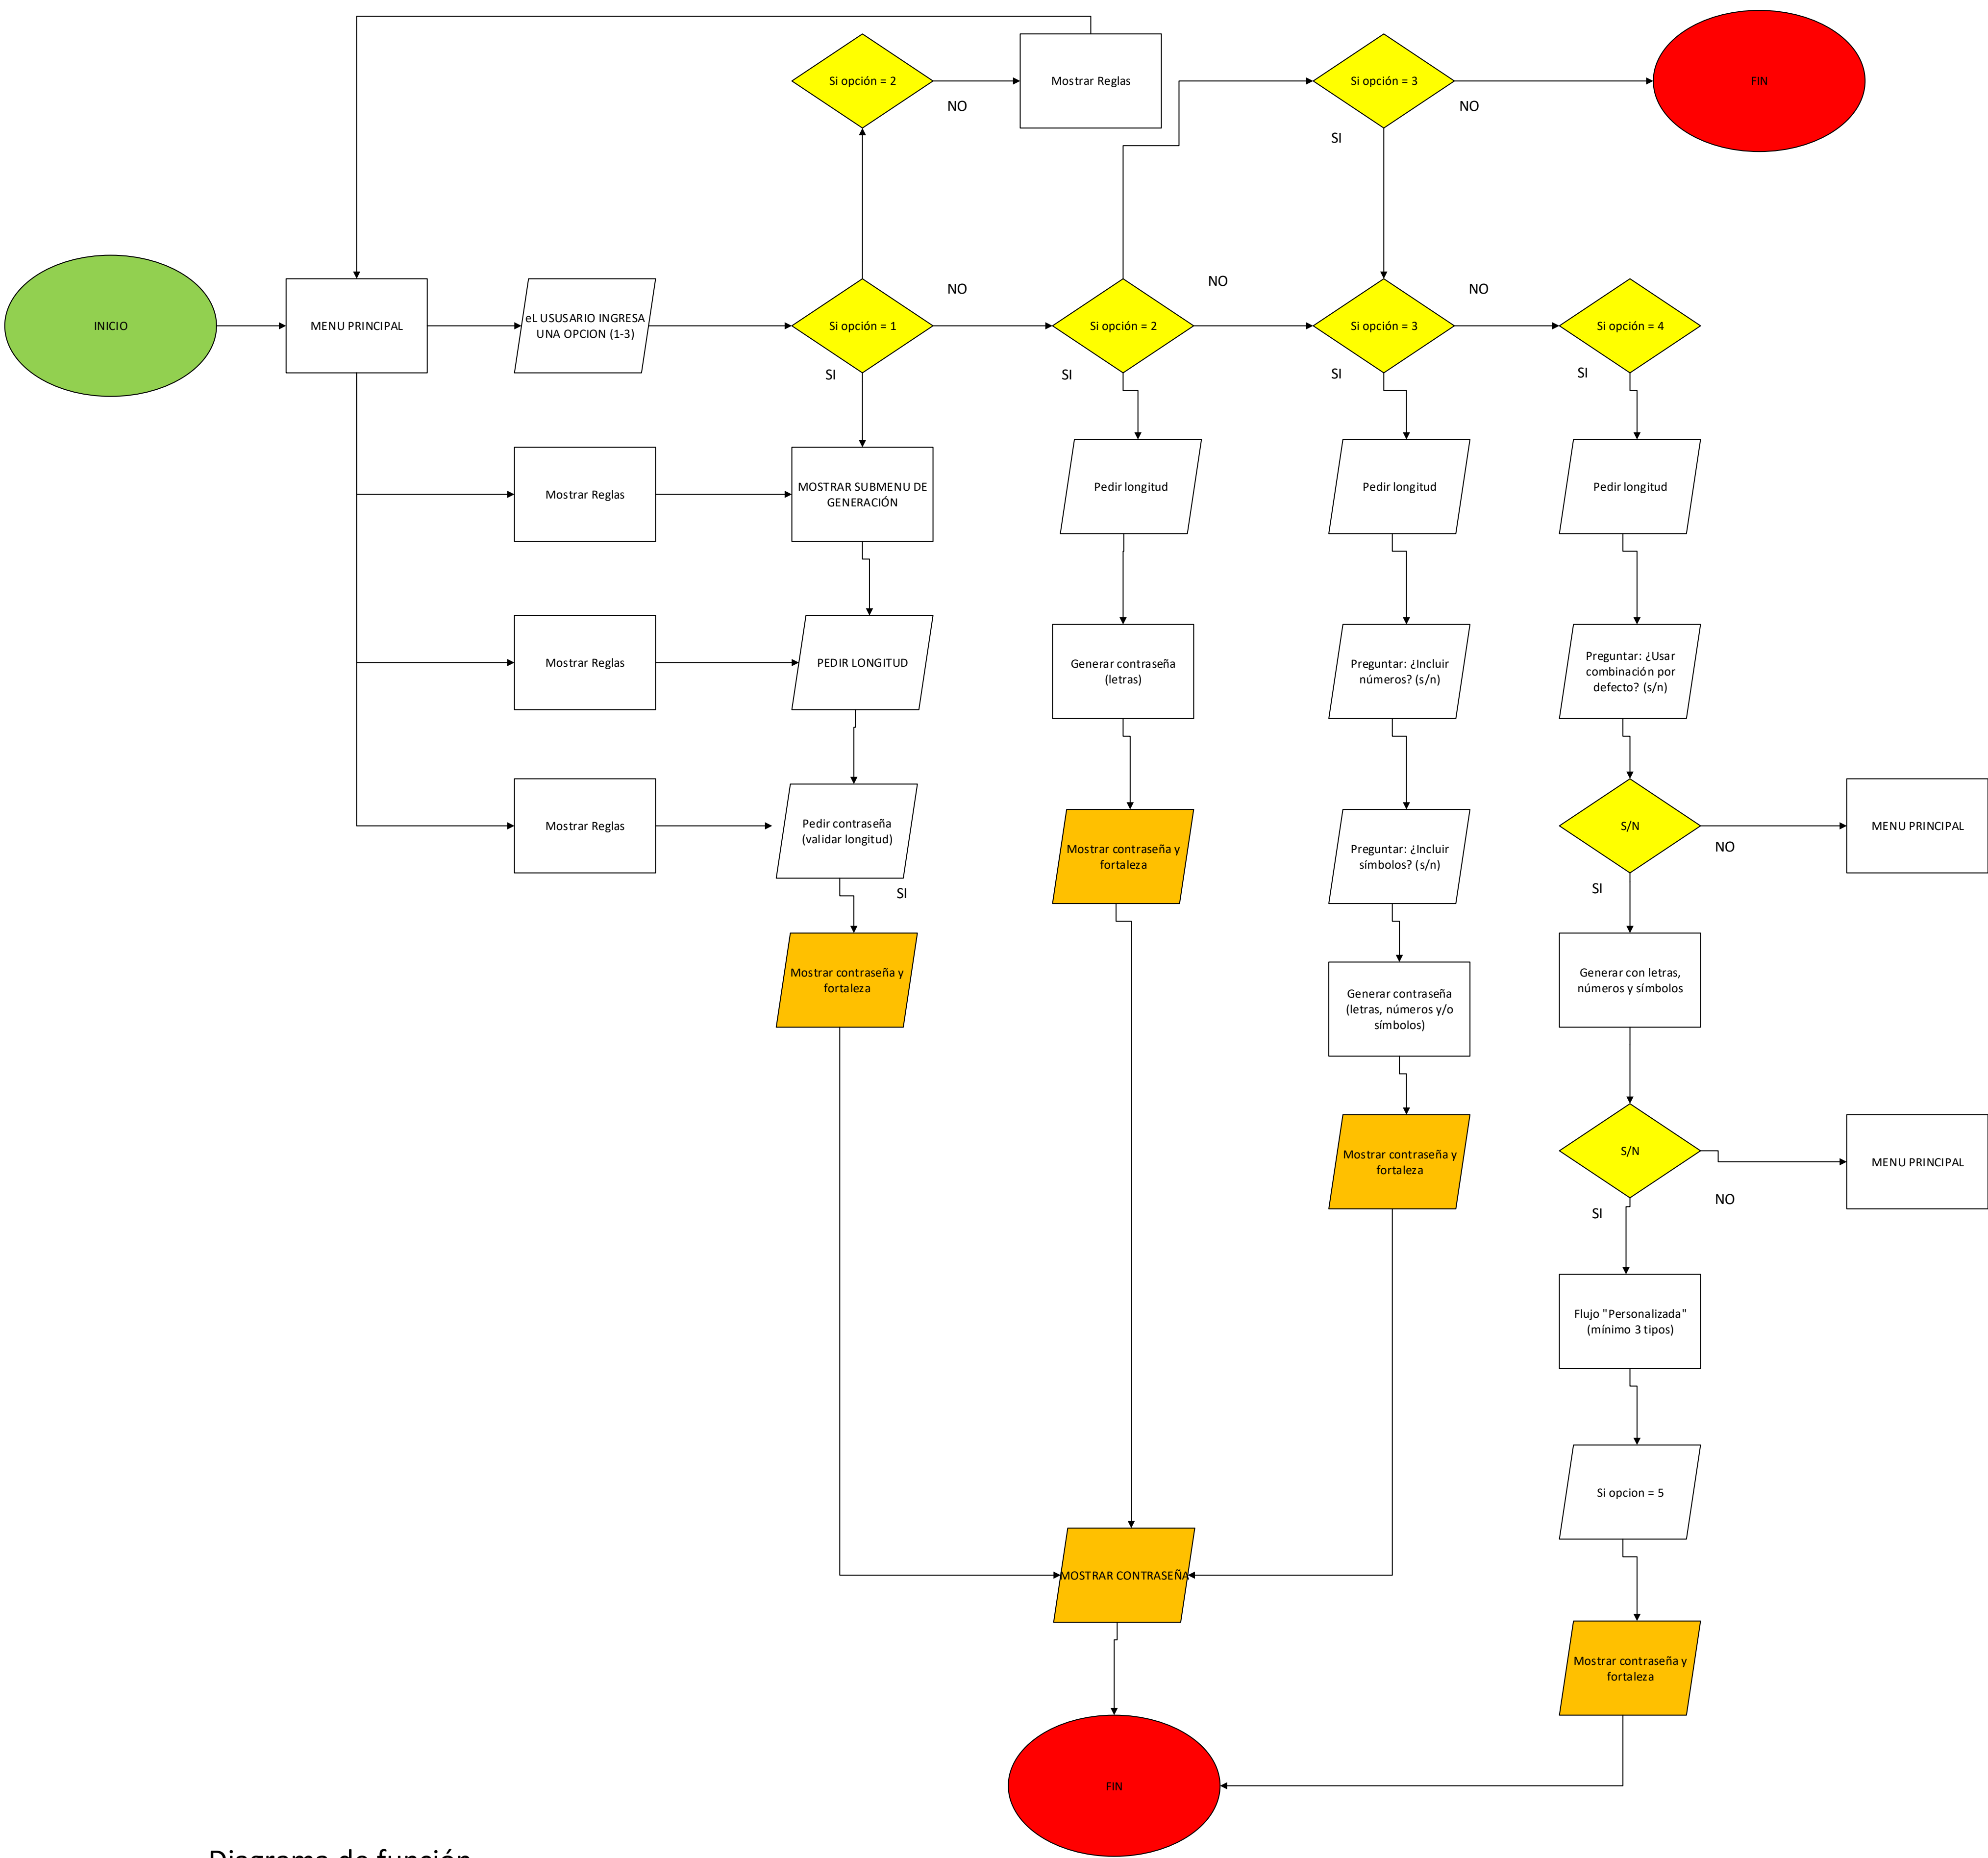 Si opción = 2
Mostrar Reglas
Si opción = 3
FIN
NO
NO
SI
INICIO
MENU PRINCIPAL
eL USUSARIO INGRESA
UNA OPCION (1-3)
Si opción = 1
NO
Si opción = 2
NO
Si opción = 3
NO
Si opción = 4
SI
SI
SI
SI
Mostrar Reglas
MOSTRAR SUBMENU DE
GENERACIÓN
Pedir longitud
Pedir longitud
Pedir longitud
Mostrar Reglas
PEDIR LONGITUD
Generar contraseña
(letras)
Preguntar: ¿Incluir
números? (s/n)
Preguntar: ¿Usar
combinación por
defecto? (s/n)
Mostrar Reglas
Pedir contraseña
(validar longitud)
SI
Mostrar contraseña y
fortaleza
Preguntar: ¿Incluir
símbolos? (s/n)
S/N
NO
SI
MENU PRINCIPAL
Mostrar contraseña y
fortaleza
Generar contraseña
(letras, números y/o
símbolos)
Generar con letras,
números y símbolos
Mostrar contraseña y
fortaleza
S/N
NO
SI
MENU PRINCIPAL
Flujo "Personalizada"
(mínimo 3 tipos)
Si opcion = 5
MOSTRAR CONTRASEÑA
Mostrar contraseña y
fortaleza
FIN
Diagrama de función